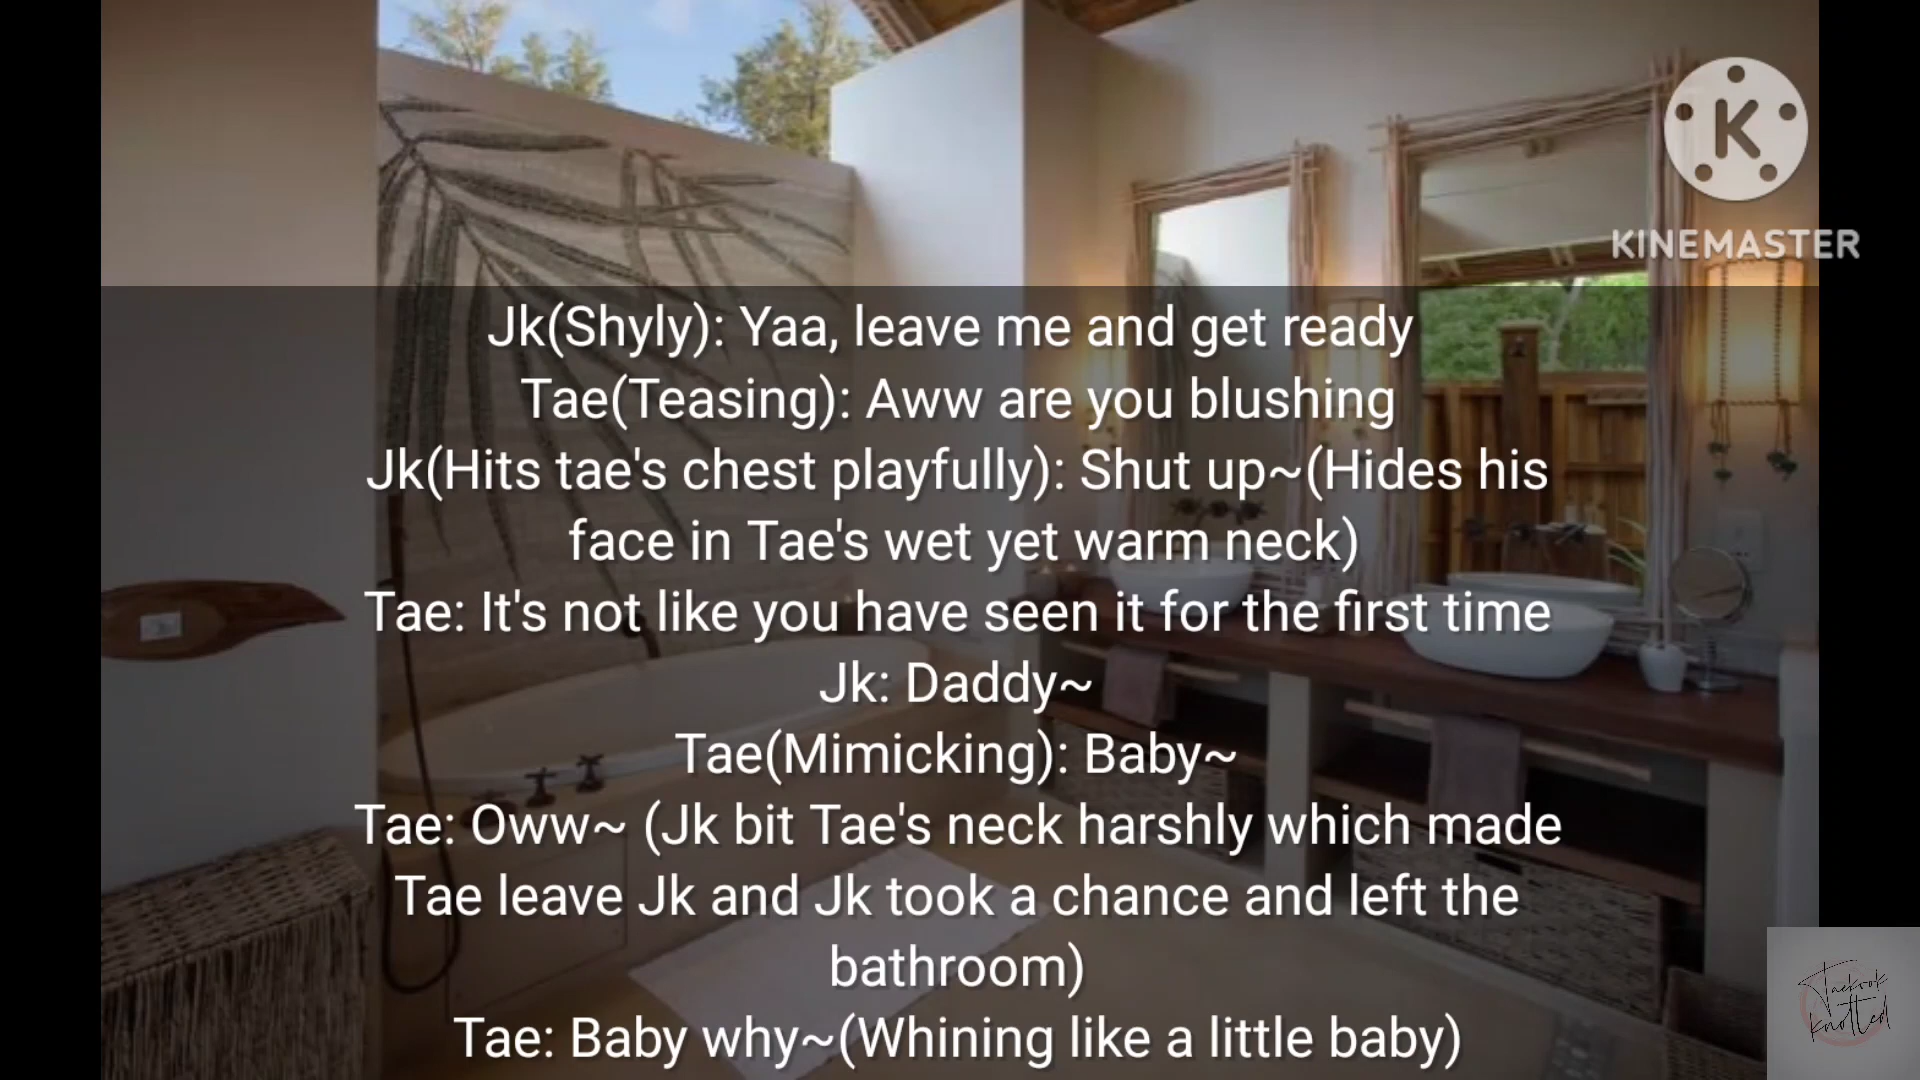 K
KINEMASTER
Jk(Shyly): Yaa, leave me and get ready
Tae(Teasing): Aww are you blushing
Jk(Hits tae's chest playfully): Shut up~(Hides his
face in Tae's wet yet warm neck)
Tae: It's not like you have seen it for the first time
Jk: Daddy~
Tae(Mimicking): Baby~
Tae: Oww~ (Jk bit Tae's neck harshly which made
Tae leave Jk and Jk took a chance and left the
bathroom)
Tae: Baby why~(Whining like a little baby)
Taekook
knotted